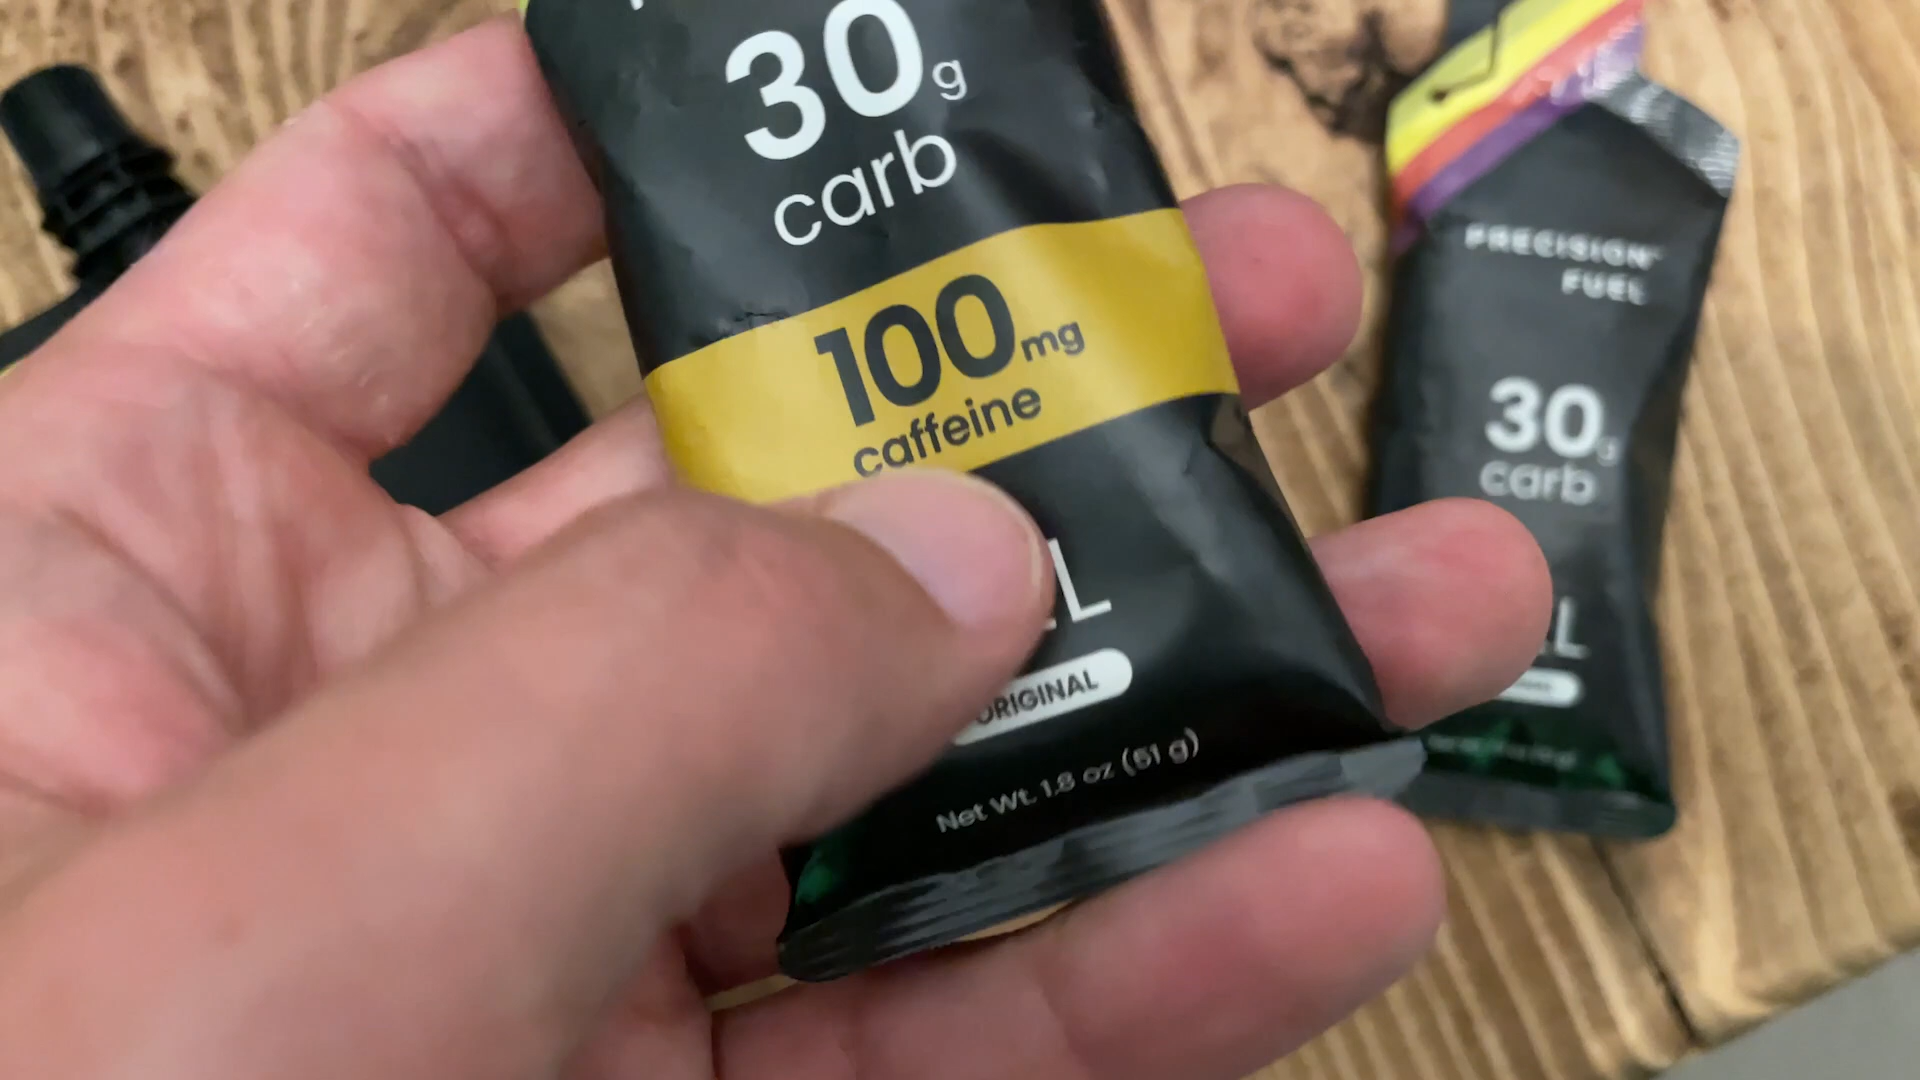 30g
carb
100mg
caffeine
L
ORIGINAL
Net Wt. 1.8 oz (51 g)
PRECISION
FUEL
30g
carb
L